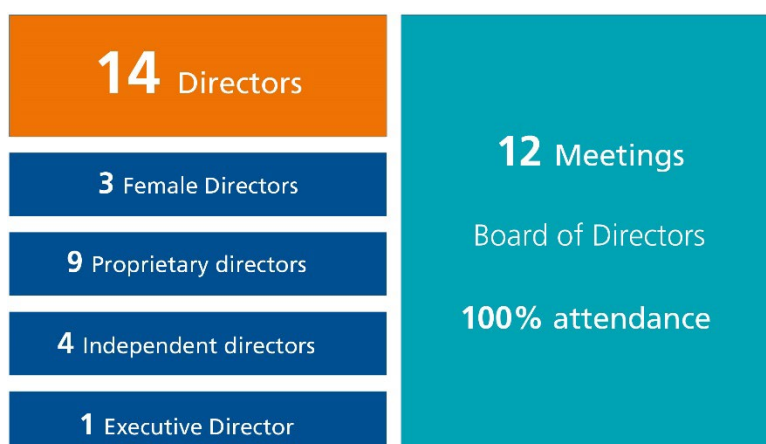 14 Directors
3 Female Directors
9 Proprietary directors
4 Independent directors
1 Executive Director
12 Meetings
Board of Directors
100% attendance